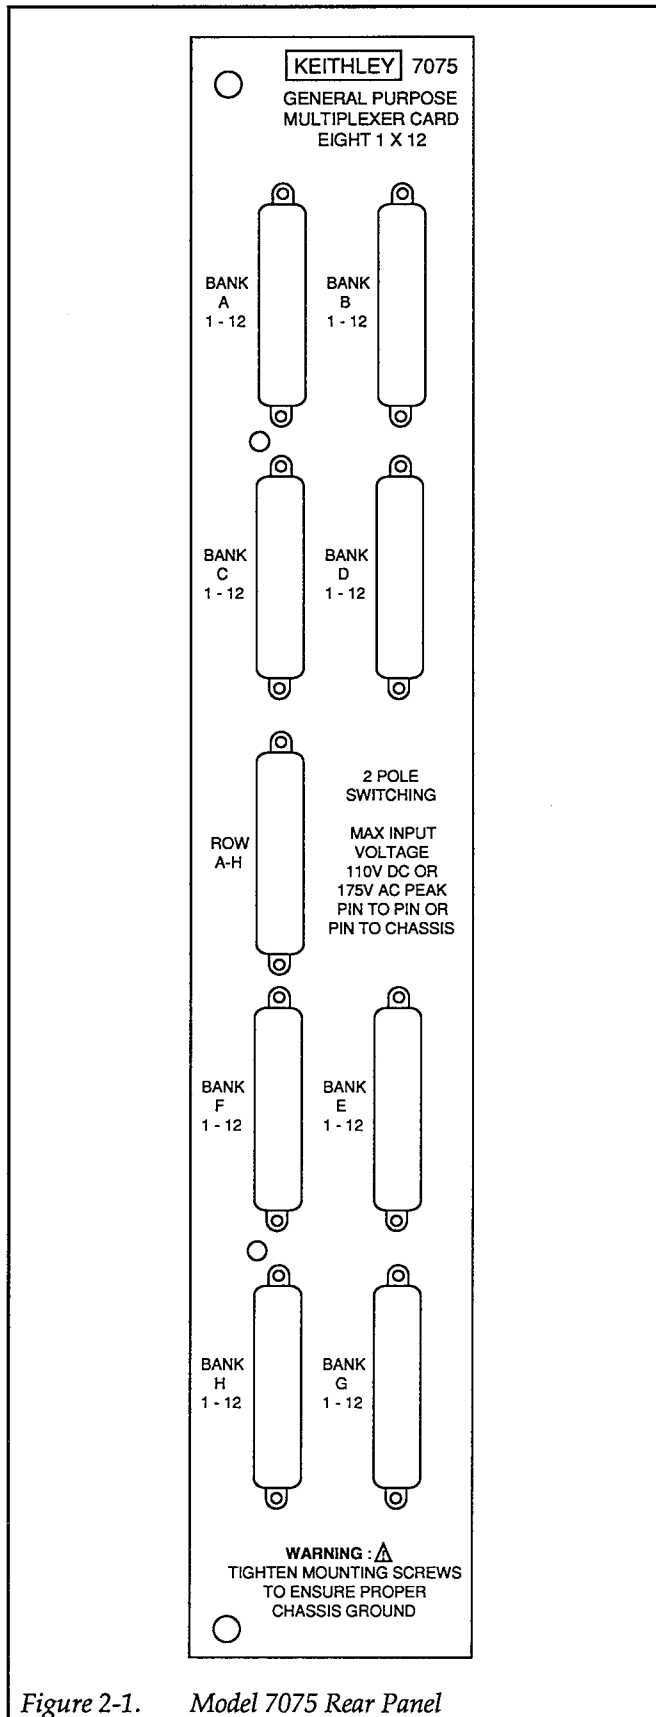 KEITHLEY 7075
GENERAL PURPOSE
MULTIPLEXER CARD
EIGHT 1 X 12
BANK
A
1 - 12
BANK
B
1 - 12
BANK
C
1 - 12
BANK
D
1 - 12
ROW
A-H
2 POLE
SWITCHING
MAX INPUT
VOLTAGE
110V DC OR
175V AC PEAK
PIN TO PIN OR
PIN TO CHASSIS
BANK
F
1 - 12
BANK
E
1 - 12
BANK
H
1 - 12
BANK
G
1 - 12
WARNING : ⚠
TIGHTEN MOUNTING SCREWS
TO ENSURE PROPER
CHASSIS GROUND
Figure 2-1. Model 7075 Rear Panel